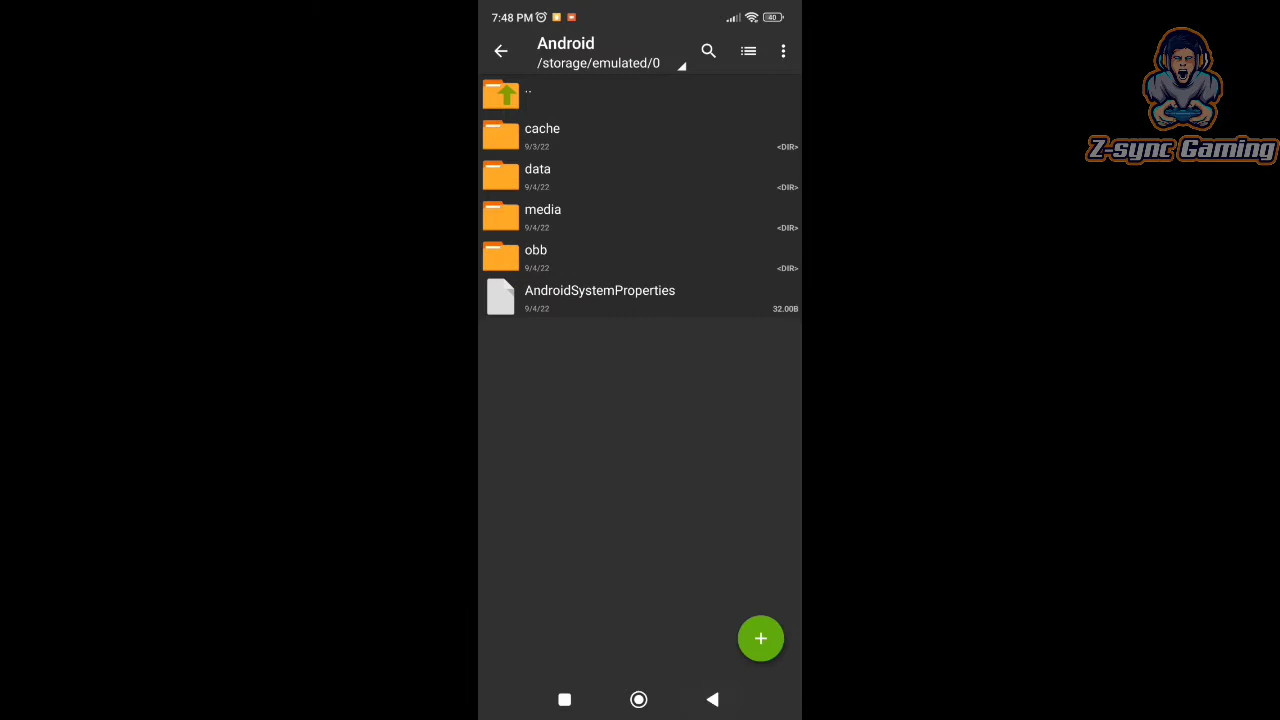 7:48 PM
40
Android
/storage/emulated/0
..
cache
9/3/22
<DIR>
data
9/4/22
<DIR>
media
9/4/22
<DIR>
obb
9/4/22
<DIR>
AndroidSystemProperties
9/4/22
32.00B
Z-sync Gaming